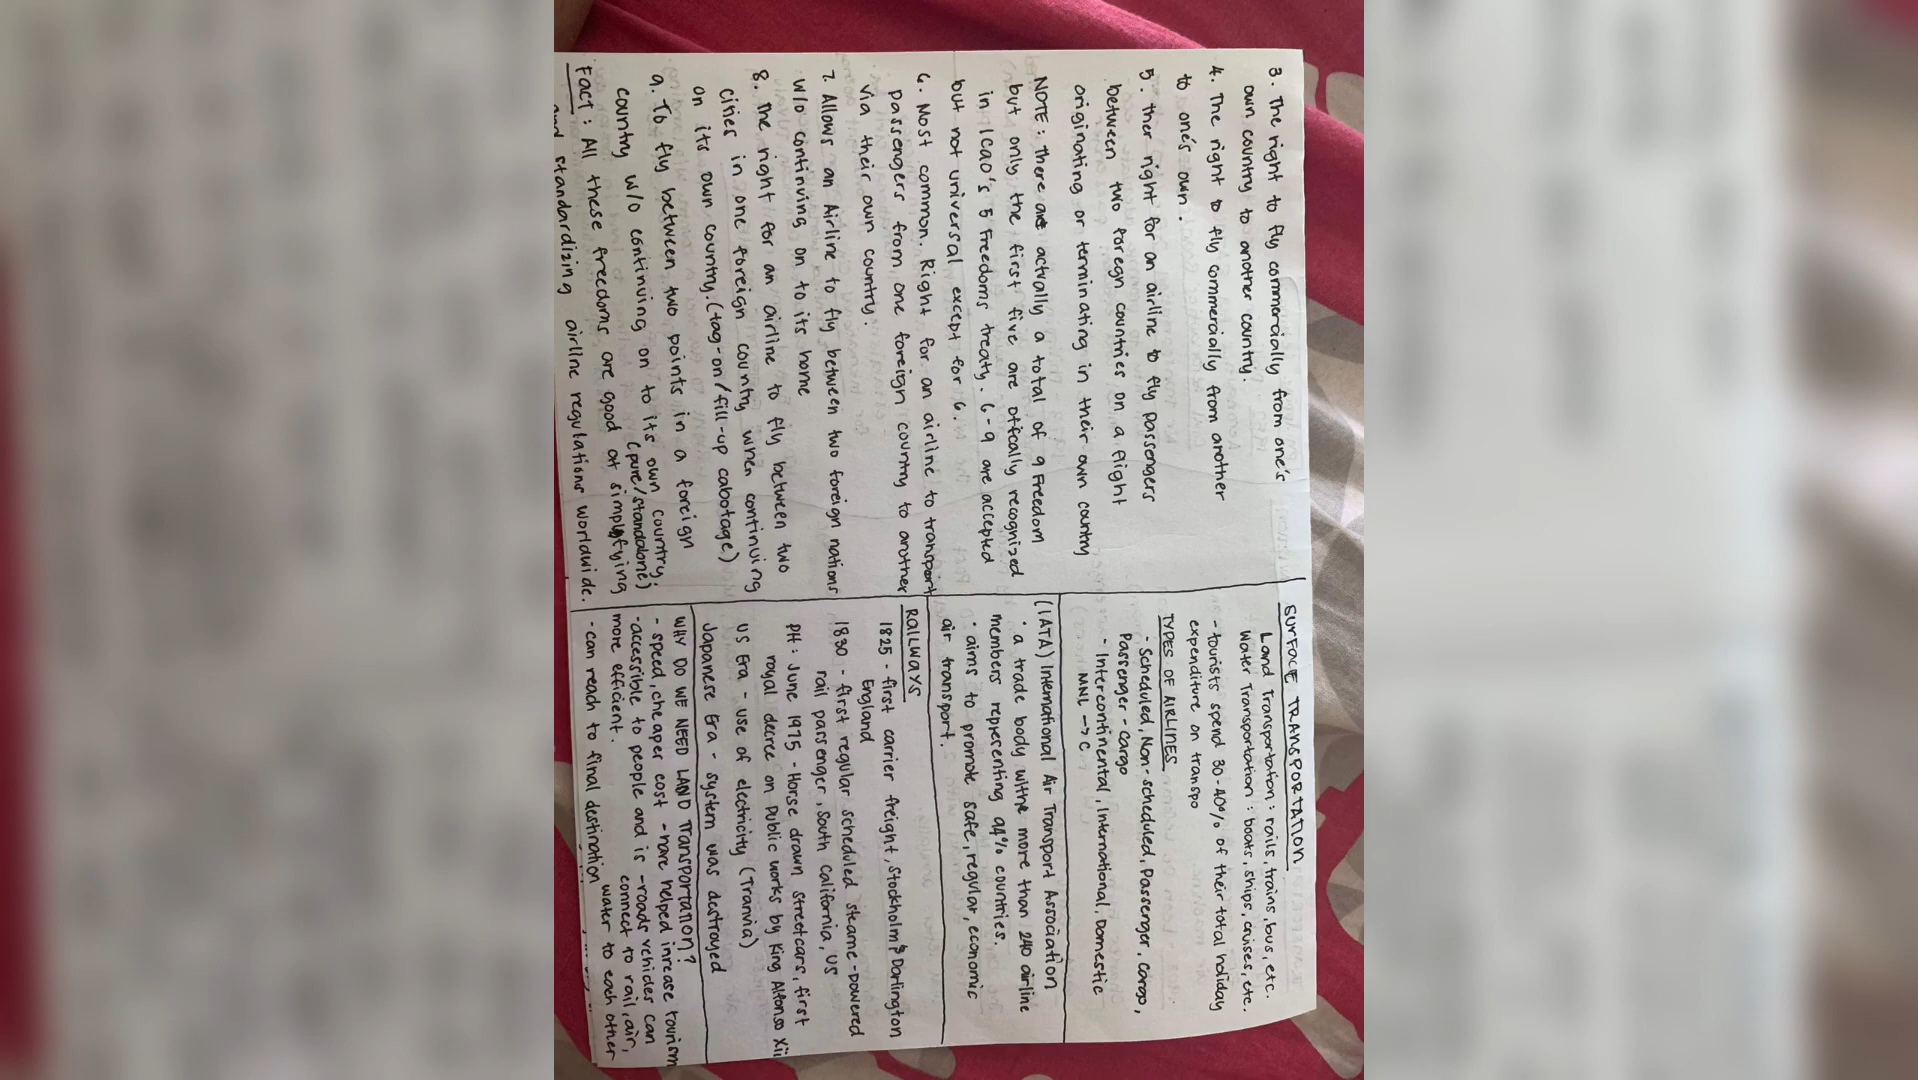 3. The right to fly commercially from one's
own country to another country.
4. The right to fly commercially from another
to one's own.
5. ther right for an airline to fly passengers
between two foregn countries on a flight
originating or terminating in their own country
NOTE: there are actually a total of 9 Freedom
but only the first five are offcally recognized
in ICAO's 5 Freedoms treaty. 6-9 are accepted
but not universal except for 6.
6. Most common. Right for an airline to transport
passengers from one foreign country to another
via their own country.
7. Allows an Airline to fly between two foreign nations
w/o continuing on to its home
8. The right for an airline to fly between two
cities in one foreign country when continuing
on its own country. (tag-on/fill-up cabotage)
9. To fly between two points in a foreign
country w/o continuing on to its own country.
(pure/standalone)
Fact: All these freedoms are good at simplifying
and standardizing airline regulations worldwide.
SURFACE TRANSPORTATION
Land Transportation: rails, trains, bus, etc.
Water Transportation: boats, ships, cruises, etc.
- tourists spend 30-40% of their total holiday
expenditure on transpo
TYPES OF AIRLINES
- Scheduled, Non-scheduled, Passenger, cargo,
Passenger-cargo
- Intercontinental, International, Domestic
MNL → C
(IATA) International Air Transport Association
· a trade body withe more than 240 airline
members representing 94% countries.
· aims to promote safe, regular, economic
air transport.
RAILWAYS
1825 - first carrier freight, Stockholm & Darlington
England
1830 - first regular scheduled steame-powered
rail passenger, South California, US
PH: June 1975 - Horse drawn streetcars, first
royal decree on public works by King Alfonso Xii
US Era - use of electricity (Tranvia)
Japanese Era - system was destroyed
WHY DO WE NEED LAND TRANSPORTATION?
- speed, cheaper cost - have helped inrease tourism
- accessible to people and is - roads vehicles can
more efficient. connect to rail, air,
- can reach to final destination water to each other